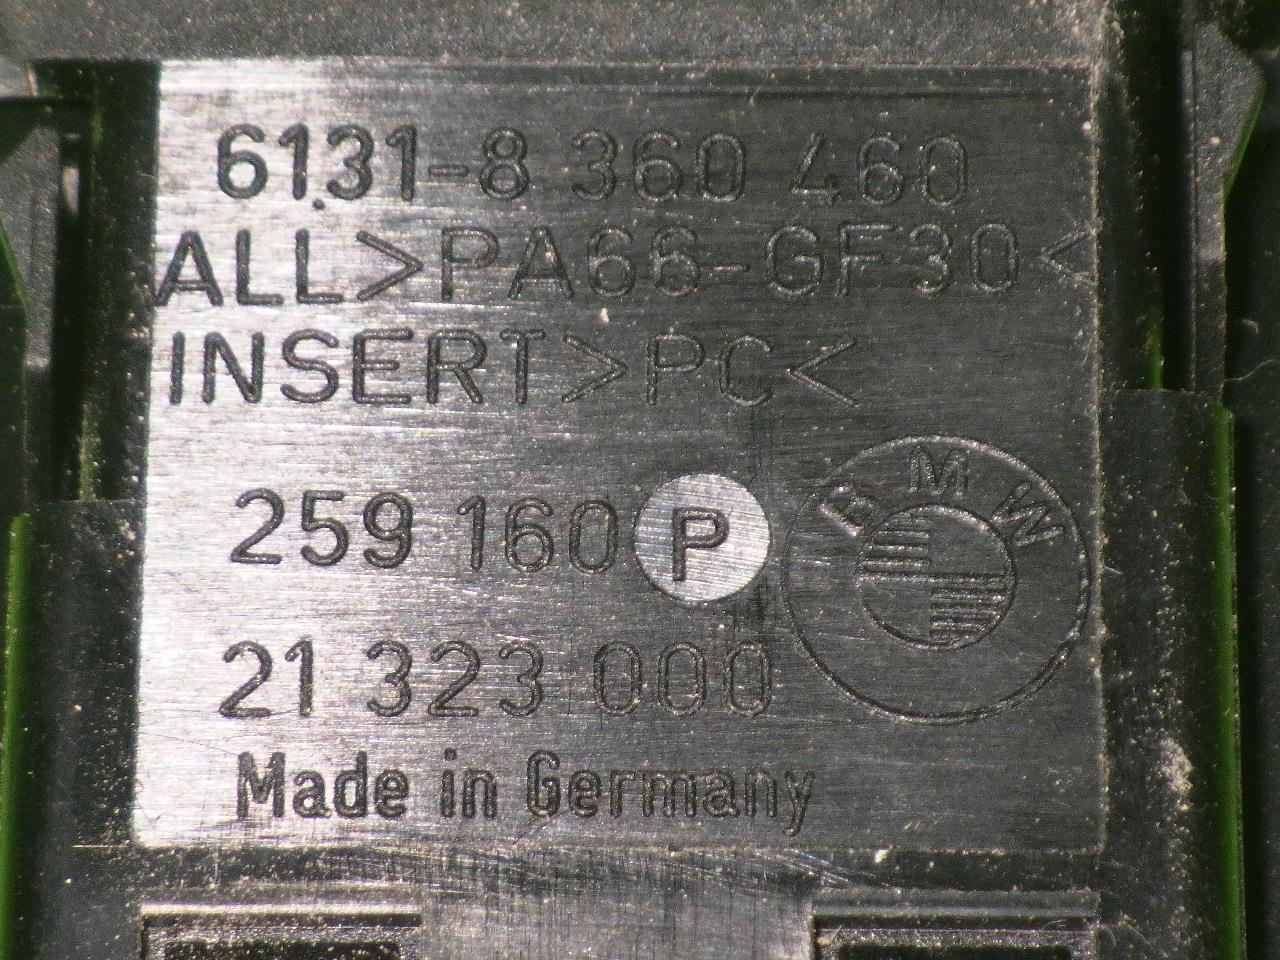 6131-8 360 460
ALL>PA66-GF30<
INSERT>PC<
259 160 P
BMW
21 323 000
Made in Germany